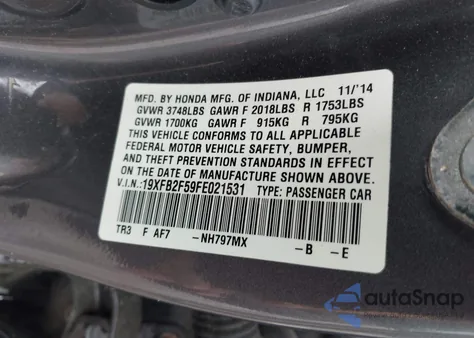 MFD. BY HONDA MFG. OF INDIANA, LLC 11/'14
GVWR 3748LBS GAWR F 2018LBS R 1753LBS
GVWR 1700KG GAWR F 915KG R 795KG
THIS VEHICLE CONFORMS TO ALL APPLICABLE
FEDERAL MOTOR VEHICLE SAFETY, BUMPER,
AND THEFT PREVENTION STANDARDS IN EFFECT
ON THE DATE OF MANUFACTURE SHOWN ABOVE.
V.I.N.:19XFB2F59FE021531 TYPE: PASSENGER CAR
TR3 F AF7 -NH797MX -B -E
autoSnap